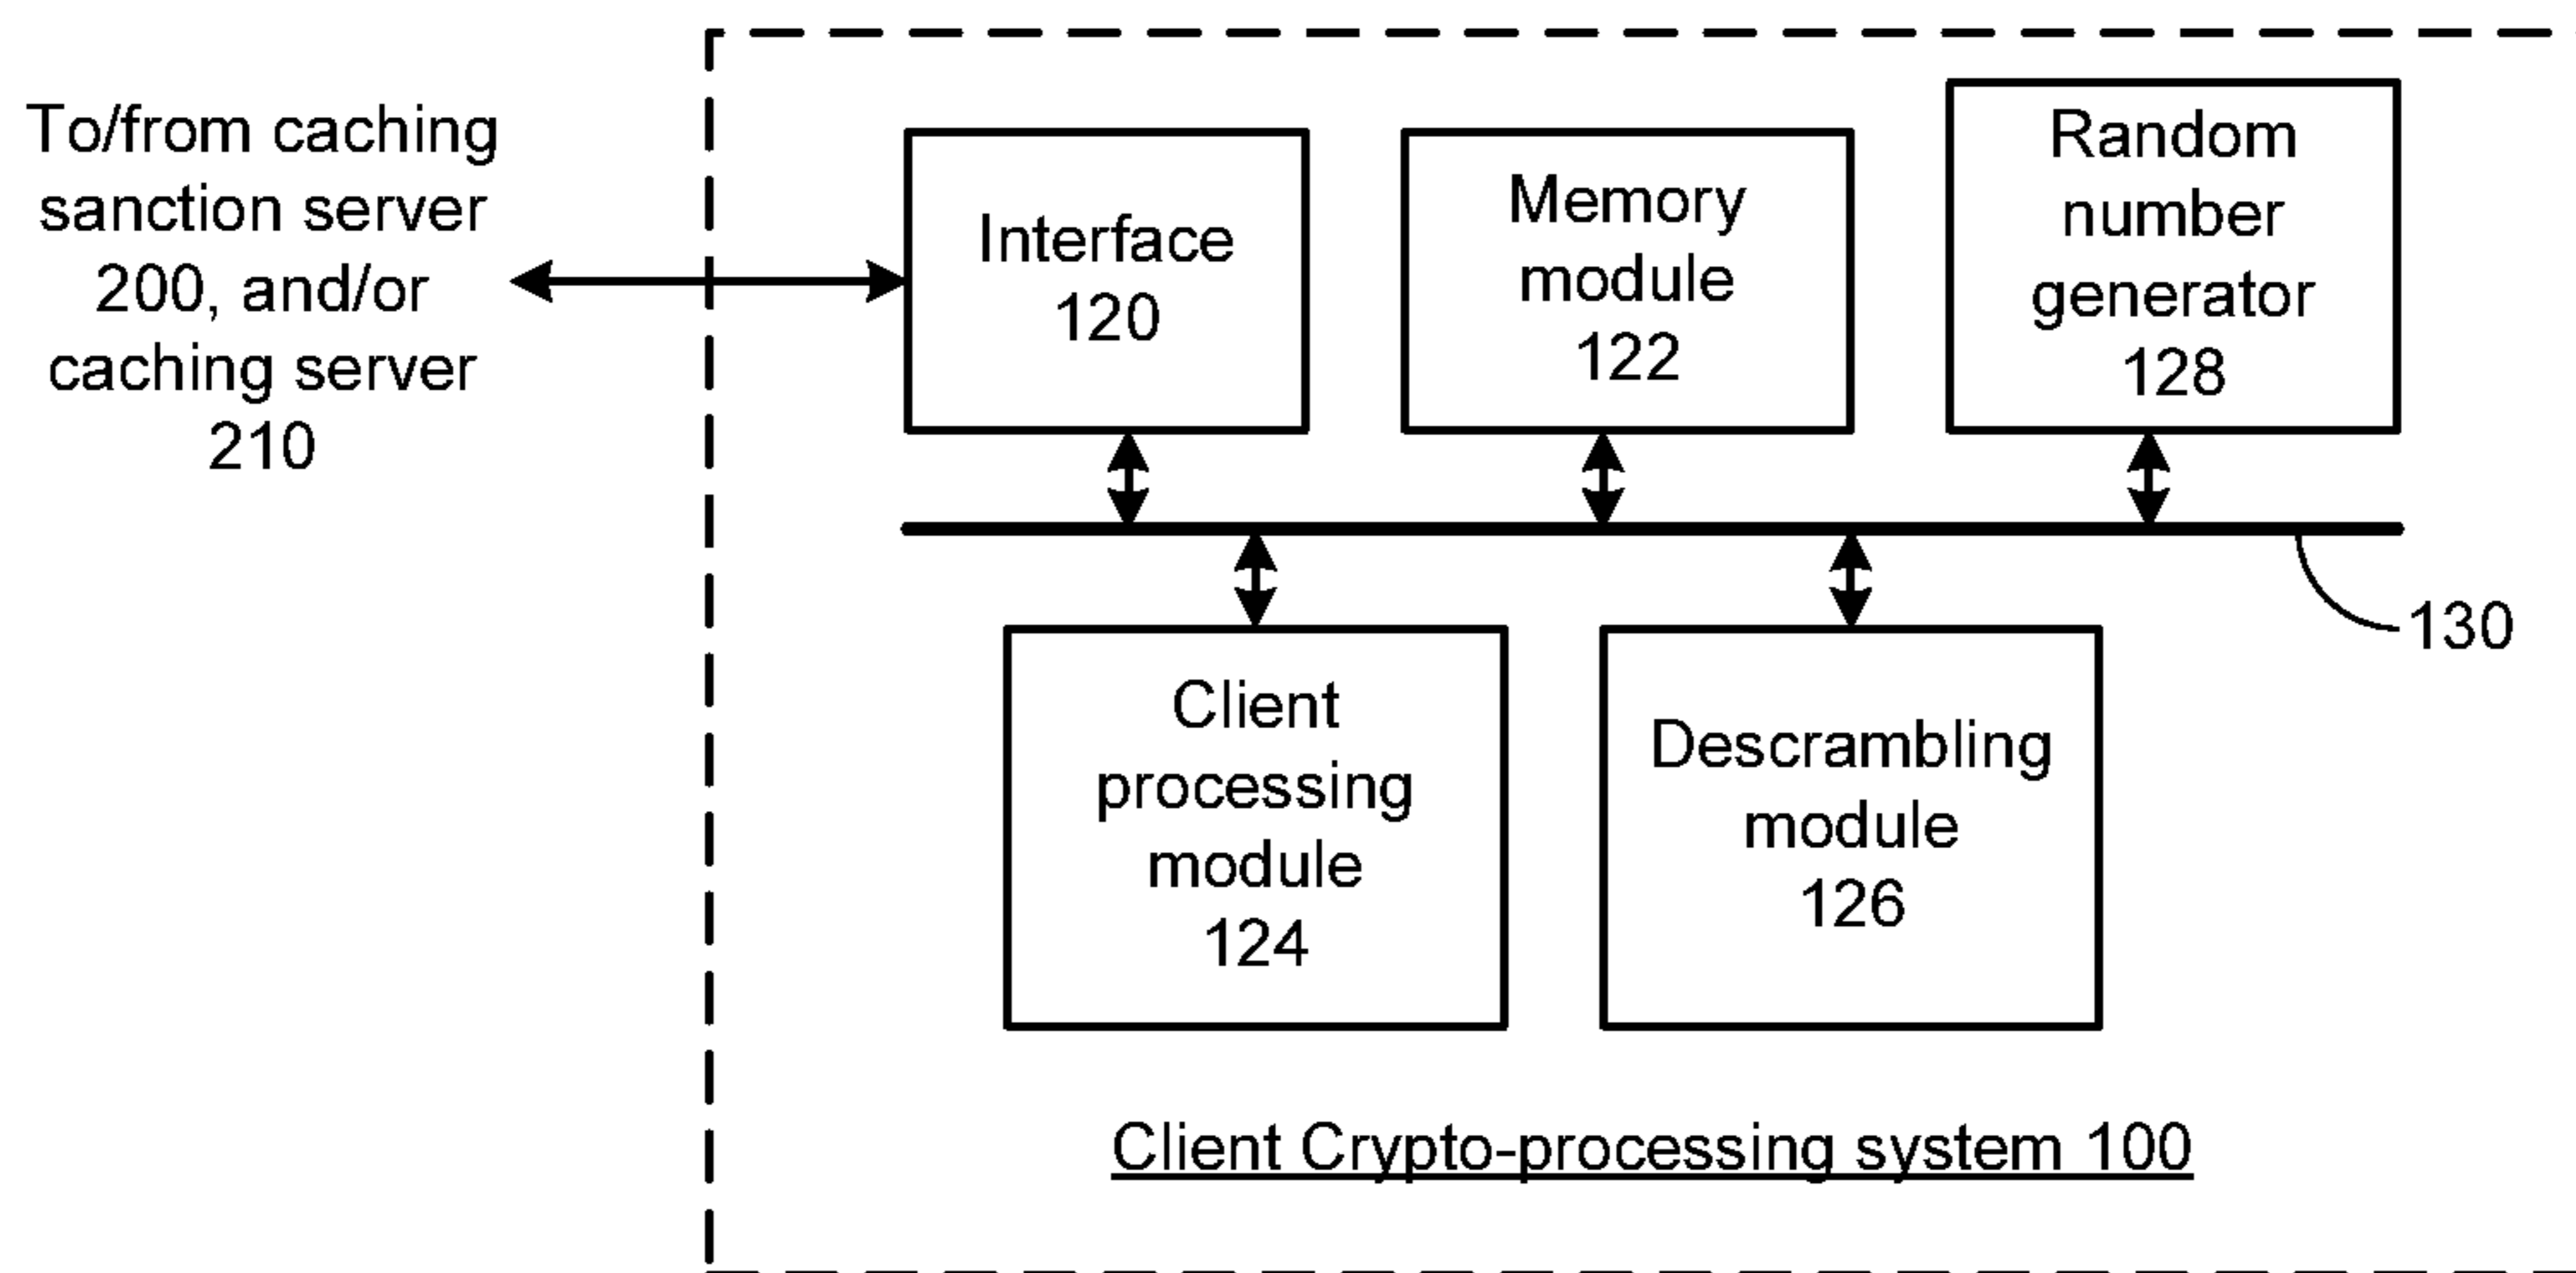 To/from caching
sanction server
200, and/or
caching server
210
Interface
120
Memory
module
122
Random
number
generator
128
130
Client
processing
module
124
Descrambling
module
126
Client Crypto-processing system 100